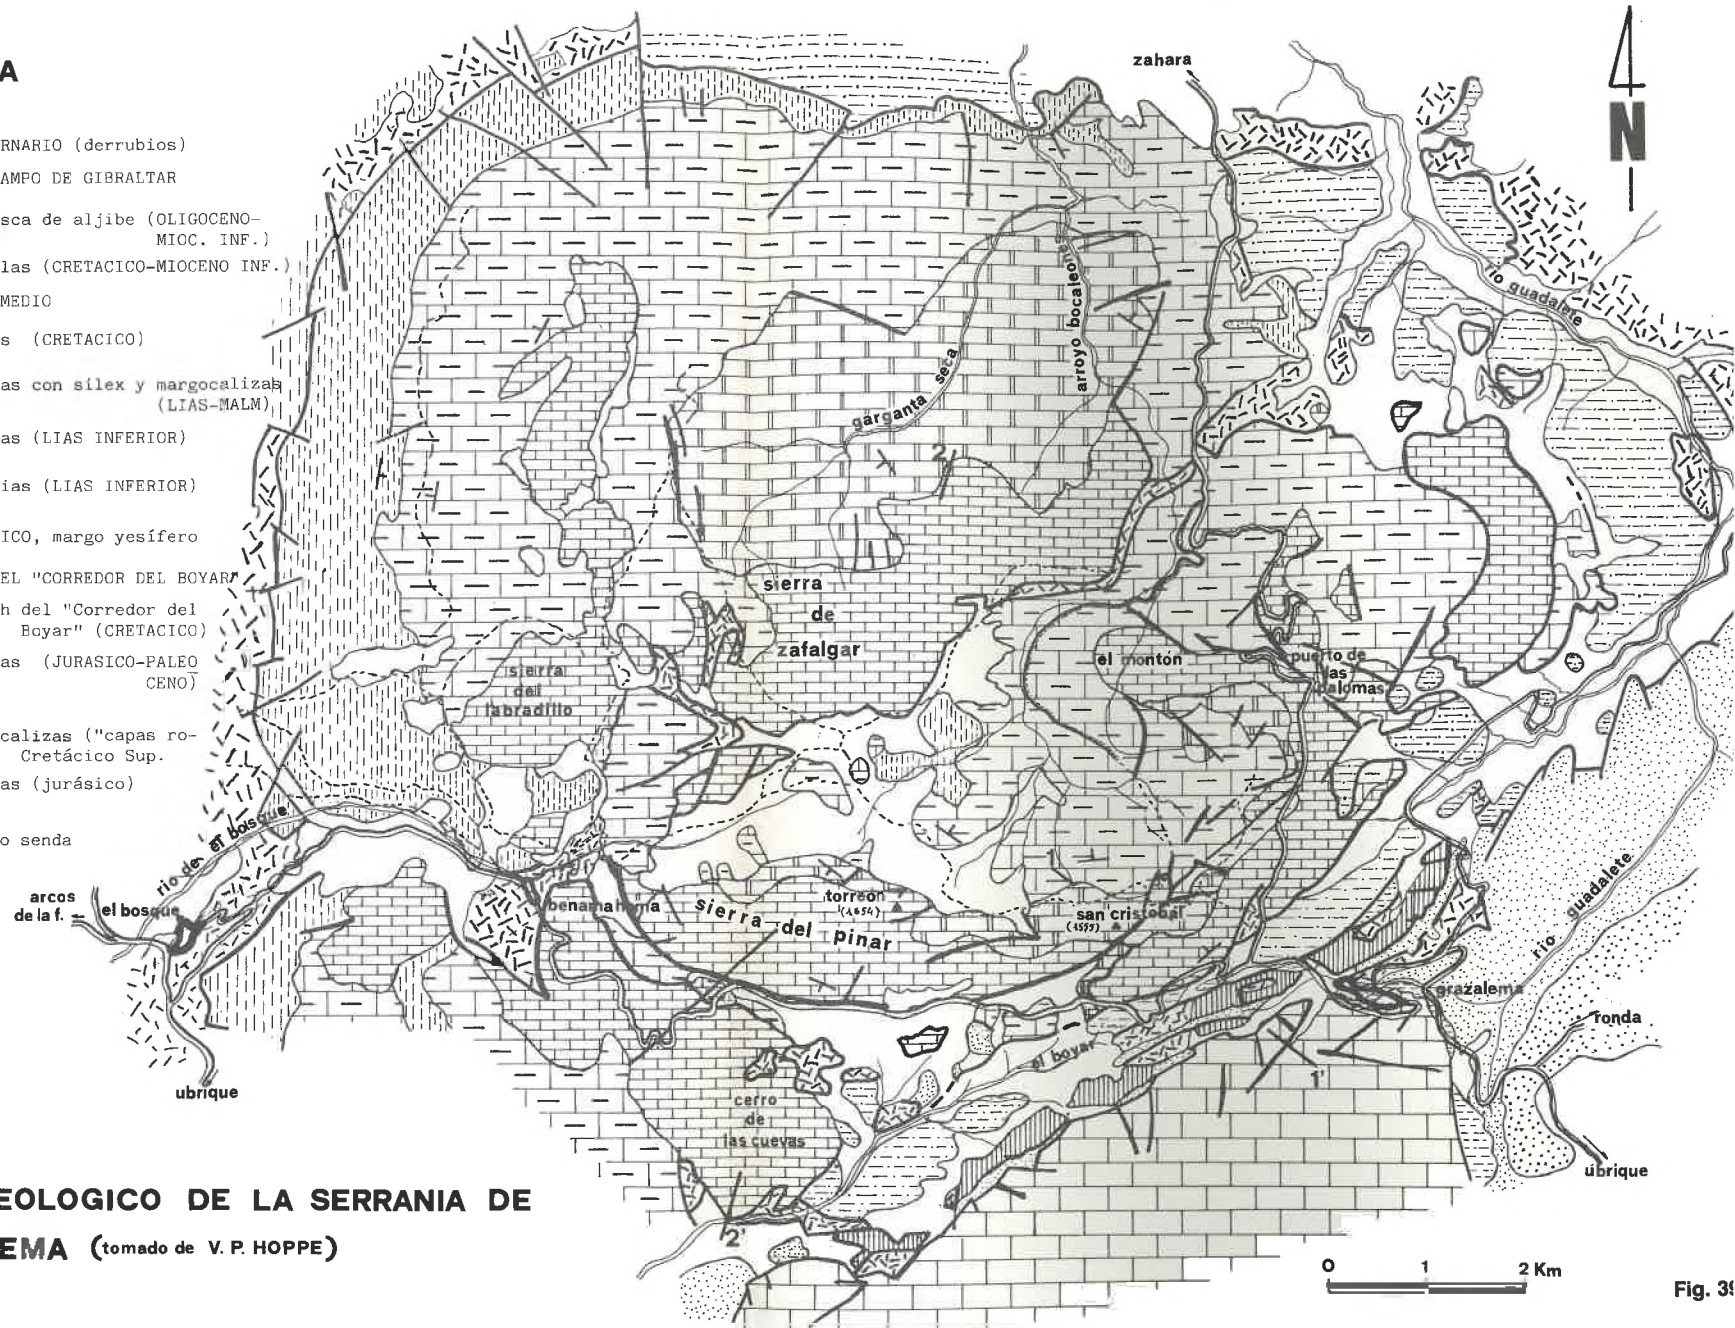 A
RNARIO (derrubios)
AMPO DE GIBRALTAR
sca de aljibe (OLIGOCENO-
MIOC. INF.)
las (CRETACICO-MIOCENO INF.)
MEDIO
s (CRETACICO)
as con sílex y margocalizas
(LIAS-MALM)
as (LIAS INFERIOR)
ias (LIAS INFERIOR)
ICO, margo yesífero
EL "CORREDOR DEL BOYAR"
h del "Corredor del
Boyar" (CRETACICO)
as (JURASICO-PALEO
CENO)
calizas ("capas ro-
Cretácico Sup.
as (jurásico)
o senda
zahara
N
rio guadalete
arroyo bocaleones
garganta seca
2
sierra
de
zafalgar
sierra
del
labradillo
el montón
puerto de
las
palomas
rio de el bosque
arcos
de la f.
el bosque
benamahoma
torreón
(1654)
sierra del pinar
san cristobal
(1555)
rio guadalete
grazalema
ronda
el boyar
1'
cerro
de
las cuevas
ubrique
ubrique
2'
EOLOGICO DE LA SERRANIA DE
EMA (tomado de V. P. HOPPE)
0 1 2 Km
Fig. 39